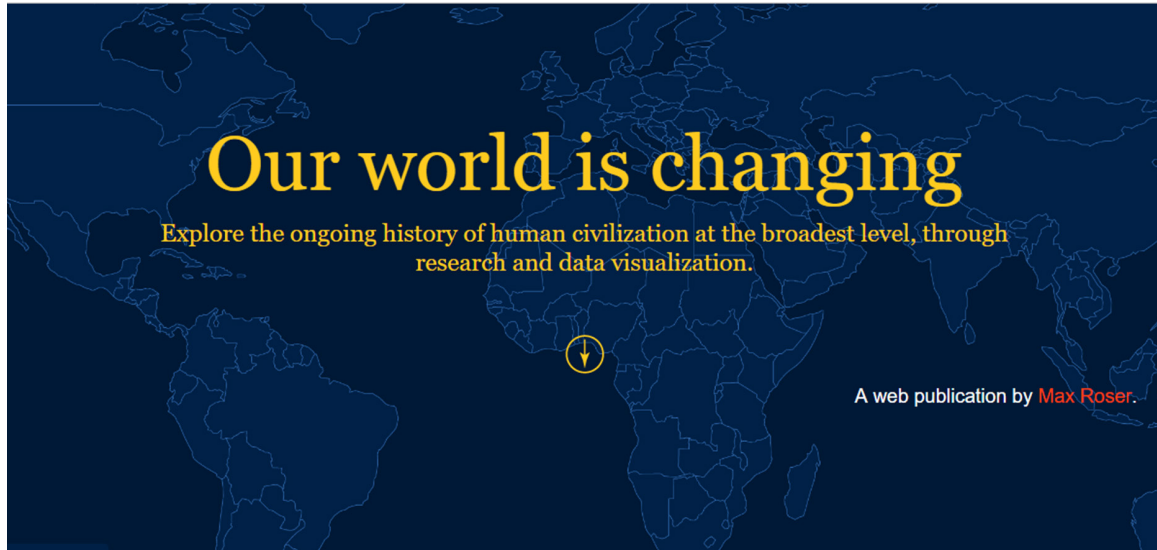 Our world is changing
Explore the ongoing history of human civilization at the broadest level, through
research and data visualization.
A web publication by Max Roser.